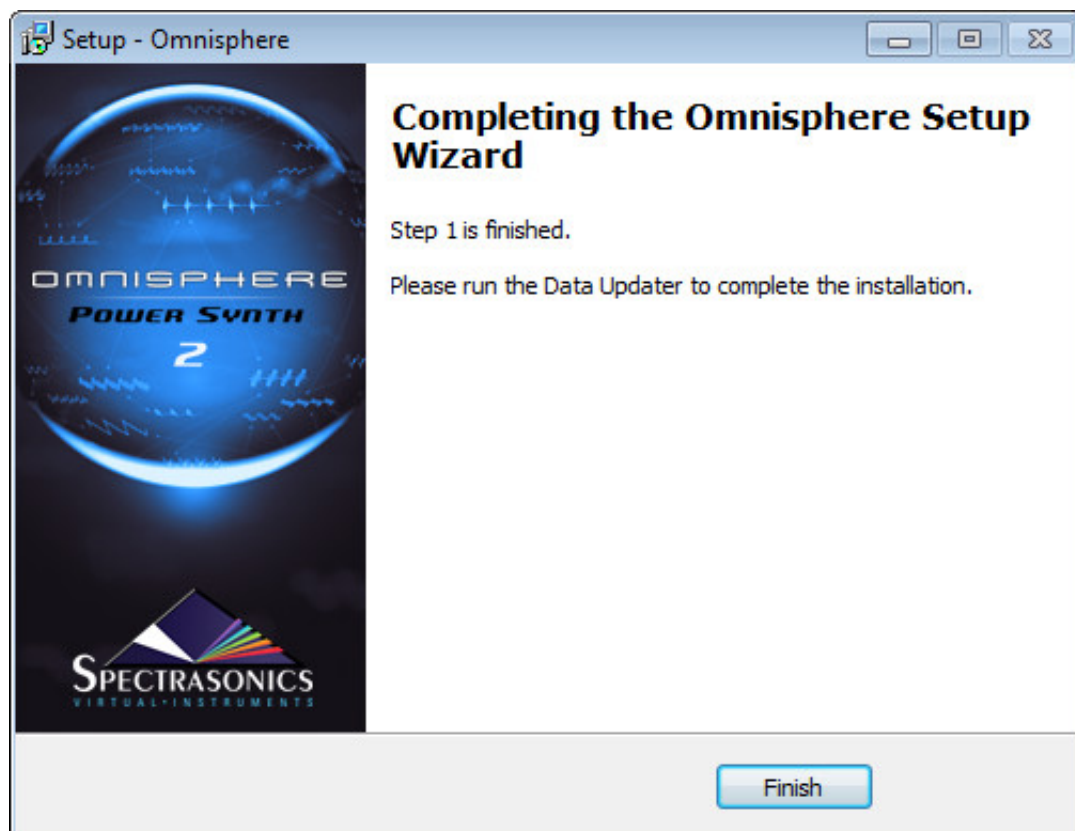 Setup - Omnisphere
Completing the Omnisphere Setup
Wizard
Step 1 is finished.
Please run the Data Updater to complete the installation.
OMNISPHERE
POWER SYNTH
2
SPECTRASONICS
VIRTUAL•INSTRUMENTS
Finish